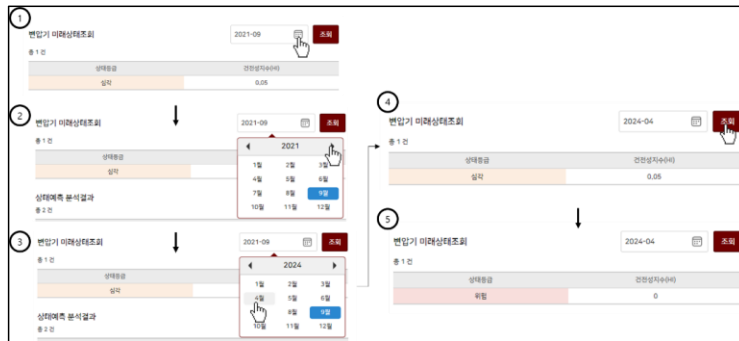 1
변압기 미래상태조회
2021-09
조회
총 1 건
상태등급 건전성지수(HI)
심각 0.05
2
변압기 미래상태조회
2021-09
조회
총 1 건
상태등급
심각
상태예측 분석결과
총 2 건
2021
1월 2월 3월
4월 5월 6월
7월 8월 9월
10월 11월 12월
3
변압기 미래상태조회
2021-09
조회
총 1 건
상태등급
심각
상태예측 분석결과
총 2 건
2024
1월 2월 3월
4월 5월 6월
8월 9월
10월 11월 12월
4
변압기 미래상태조회
2024-04
조회
총 1 건
상태등급 건전성지수(HI)
심각 0.05
5
변압기 미래상태조회
2024-04
조회
총 1 건
상태등급 건전성지수(HI)
위험 0